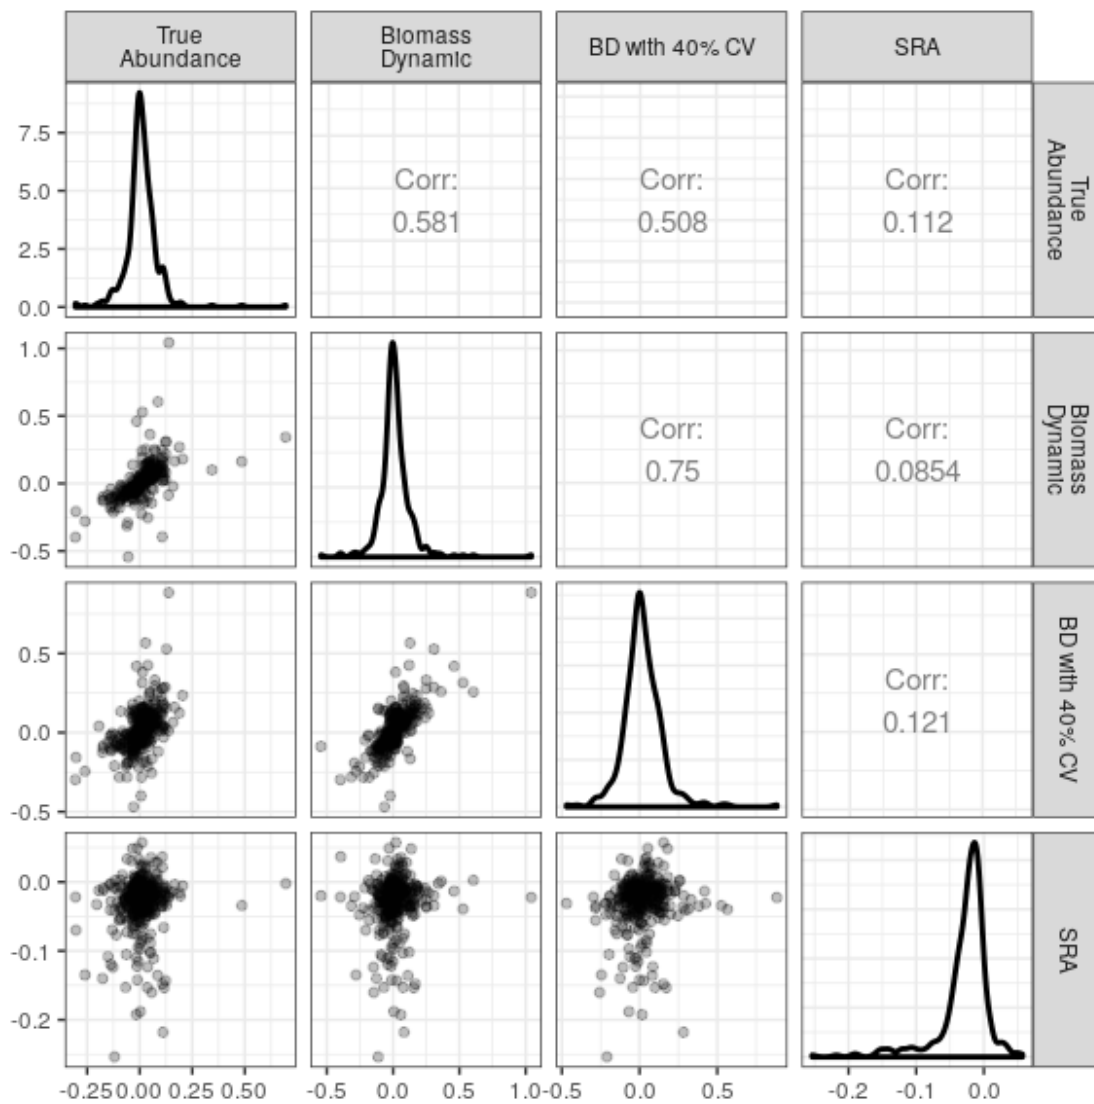 True
Abundance
Biomass
Dynamic
BD with 40% CV
SRA
7.5
5.0
2.5
0.0
Corr:
0.581
Corr:
0.508
Corr:
0.112
True
Abundance
1.0
0.5
0.0
-0.5
Corr:
0.75
Corr:
0.0854
Biomass
Dynamic
0.5
0.0
-0.5
Corr:
0.121
BD with 40% CV
0.0
-0.1
-0.2
SRA
-0.25 0.00 0.25 0.50
-0.5 0.0 0.5 1.0
-0.5 0.0 0.5
-0.2 -0.1 0.0